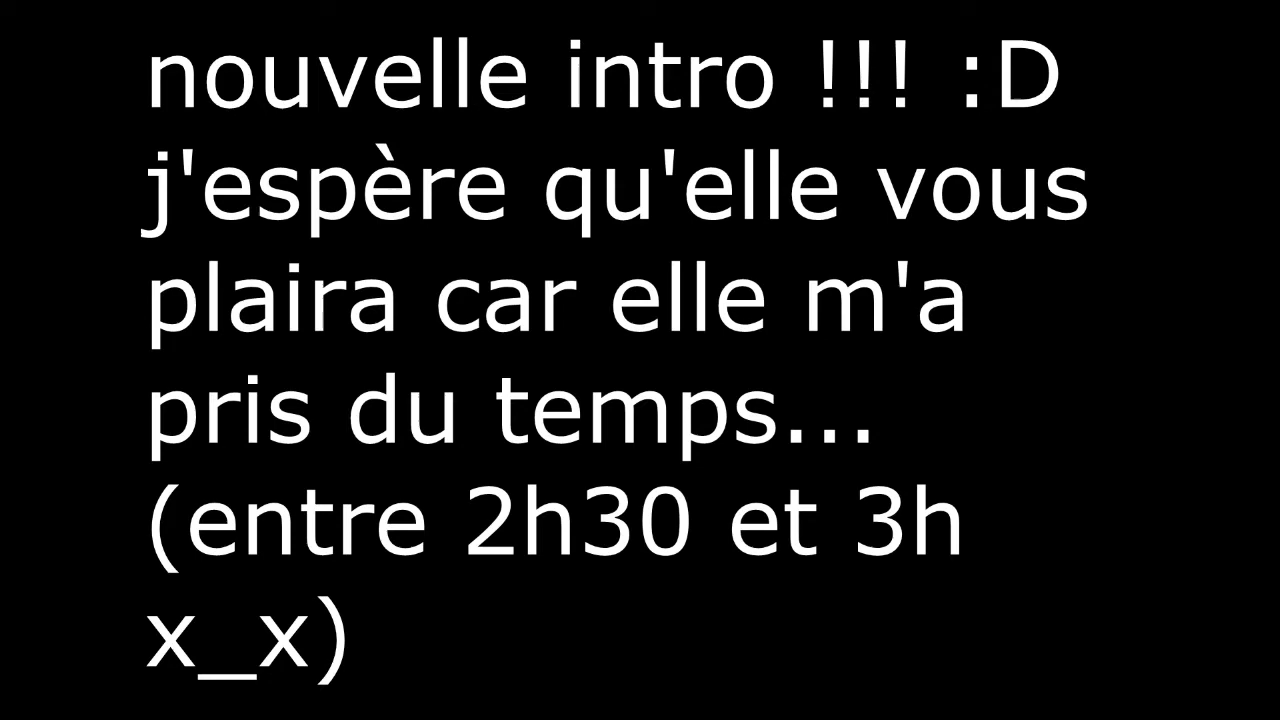 nouvelle intro !!! :D
j'espère qu'elle vous
plaira car elle m'a
pris du temps...
(entre 2h30 et 3h
x_x)